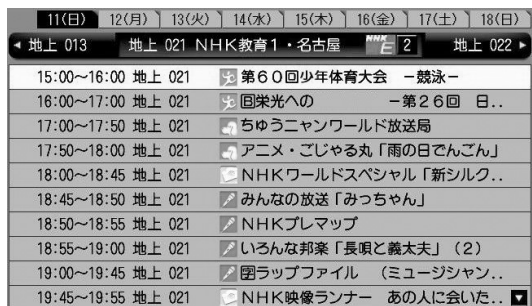 11(日) 12(月) 13(火) 14(水) 15(木) 16(金) 17(土) 18(日)
地上 013 地上 021 NHK教育1・名古屋 NHK E 2 地上 022
15:00～16:00 地上 021 第60回少年体育大会 －競泳－
16:00～17:00 地上 021 回栄光への －第26回 日..
17:00～17:50 地上 021 ちゅうニャンワールド放送局
17:50～18:00 地上 021 アニメ・ごじゃる丸「雨の日でんごん」
18:00～18:45 地上 021 NHKワールドスペシャル「新シルク..
18:45～18:50 地上 021 みんなの放送「みっちゃん」
18:50～18:55 地上 021 NHKプレマップ
18:55～19:00 地上 021 いろんな邦楽「長唄と義太夫」（2）
19:00～19:45 地上 021 字ラップファイル （ミュージシャン..
19:45～19:55 地上 021 NHK映像ランナー あの人に会いた..